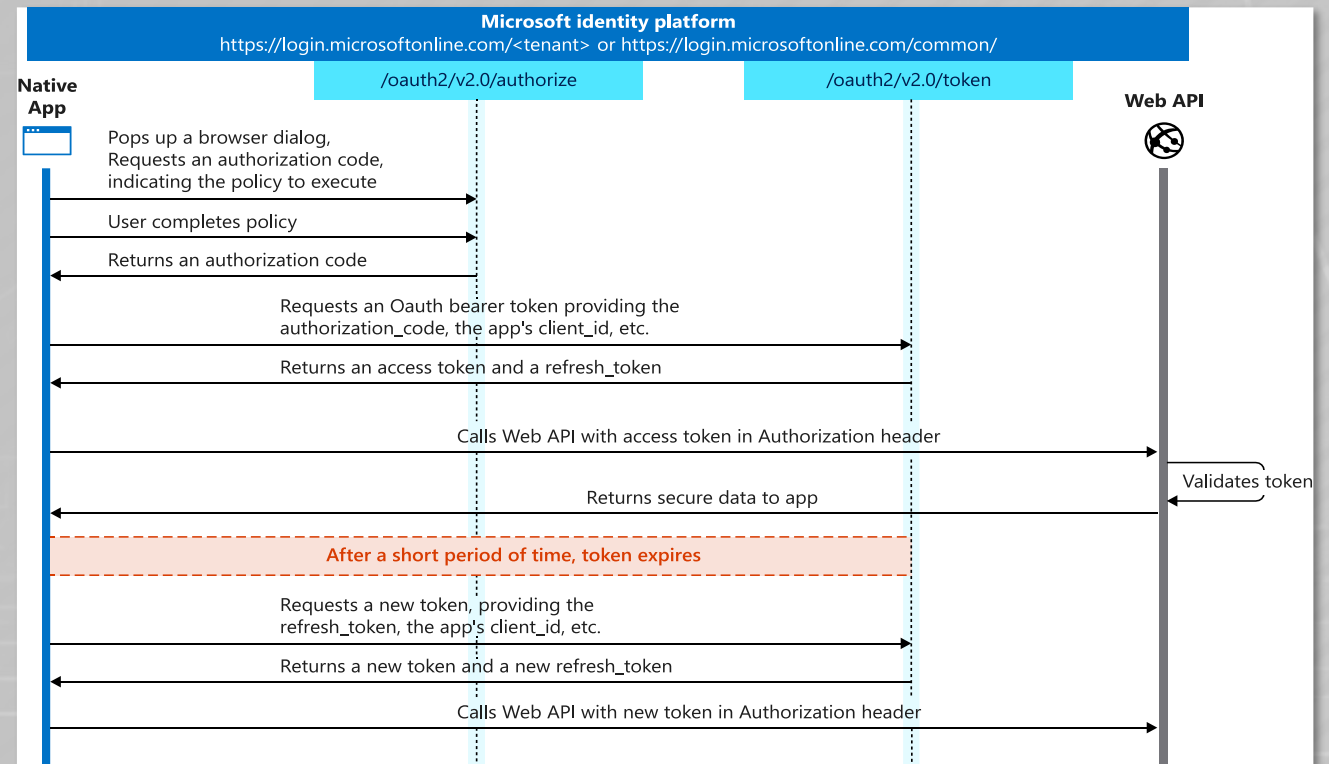 Microsoft identity platform
https://login.microsoftonline.com/<tenant> or https://login.microsoftonline.com/common/
/oauth2/v2.0/authorize
/oauth2/v2.0/token
Native
App
Web API
Pops up a browser dialog,
Requests an authorization code,
indicating the policy to execute
User completes policy
Returns an authorization code
Requests an Oauth bearer token providing the
authorization_code, the app's client_id, etc.
Returns an access token and a refresh_token
Calls Web API with access token in Authorization header
Validates token
Returns secure data to app
After a short period of time, token expires
Requests a new token, providing the
refresh_token, the app's client_id, etc.
Returns a new token and a new refresh_token
Calls Web API with new token in Authorization header